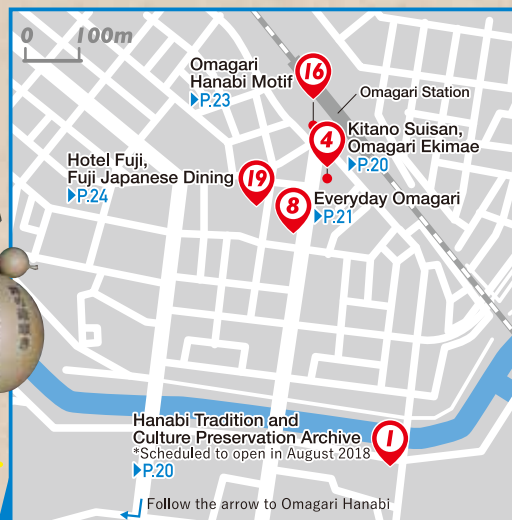 0 100m
Omagari
Hanabi Motif
▶P.23
16
Omagari Station
4
Kitano Suisan,
Omagari Ekimae
▶P.20
Hotel Fuji,
Fuji Japanese Dining
▶P.24
19
8
Everyday Omagari
▶P.21
Hanabi Tradition and
Culture Preservation Archive
*Scheduled to open in August 2018
▶P.20
1
Follow the arrow to Omagari Hanabi